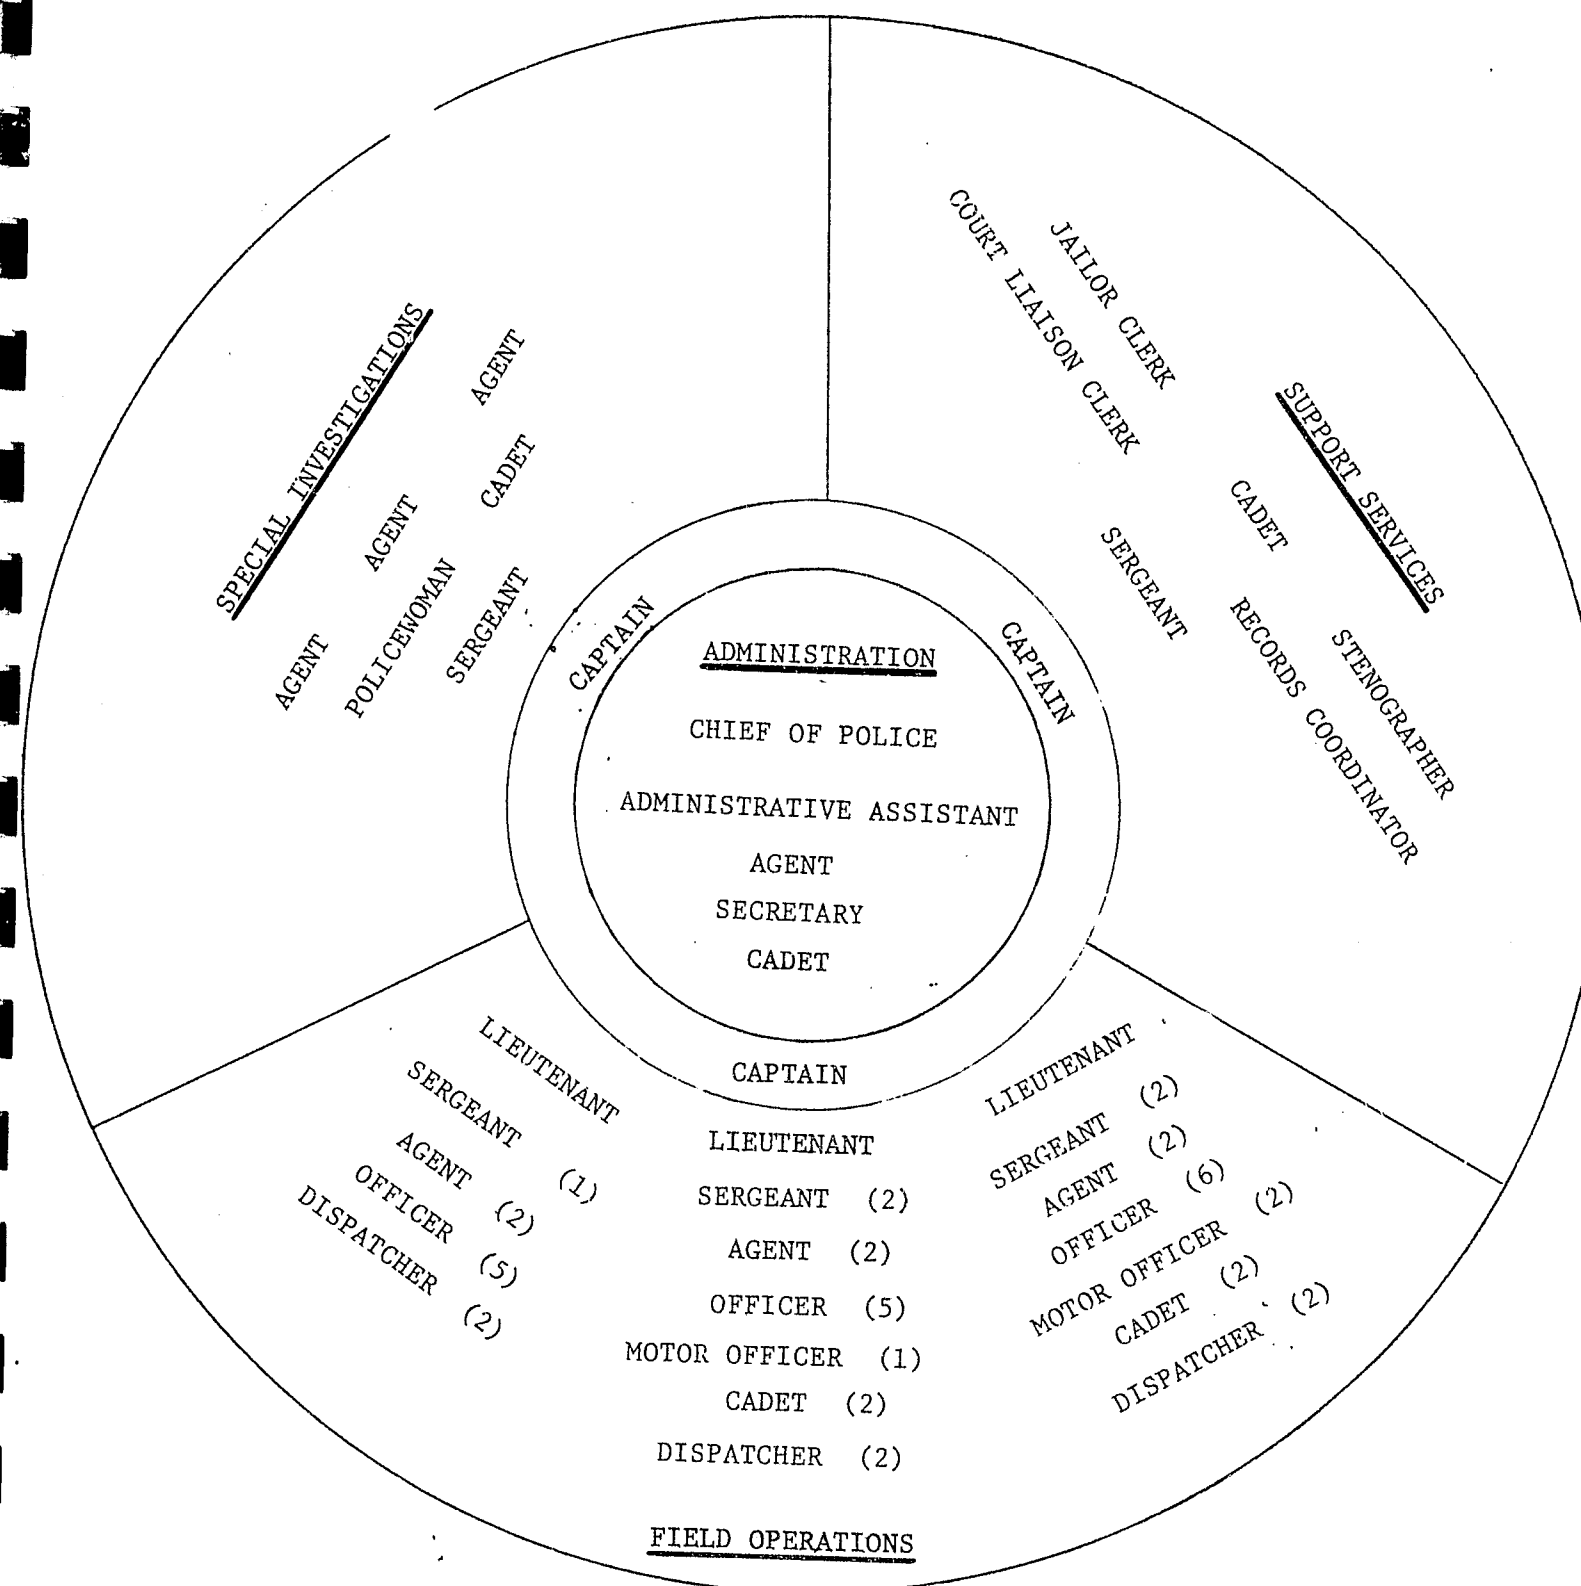 SPECIAL INVESTIGATIONS
AGENT
AGENT
CADET
AGENT
POLICEWOMAN
SERGEANT
CAPTAIN
COURT LIAISON CLERK
JAILOR CLERK
SUPPORT SERVICES
SERGEANT
CADET
RECORDS COORDINATOR
STENOGRAPHER
CAPTAIN
ADMINISTRATION
CHIEF OF POLICE
ADMINISTRATIVE ASSISTANT
AGENT
SECRETARY
CADET
CAPTAIN
LIEUTENANT
SERGEANT (1)
AGENT (2)
OFFICER (5)
DISPATCHER (2)
LIEUTENANT
SERGEANT (2)
AGENT (2)
OFFICER (5)
MOTOR OFFICER (1)
CADET (2)
DISPATCHER (2)
LIEUTENANT
SERGEANT (2)
AGENT (2)
OFFICER (6)
MOTOR OFFICER (2)
CADET (2)
DISPATCHER (2)
FIELD OPERATIONS